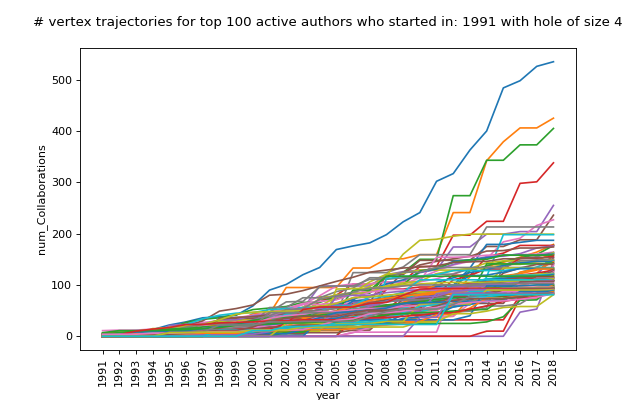 # vertex trajectories for top 100 active authors who started in: 1991 with hole of size 4
num_Collaborations
500
400
300
200
100
0
1991 1992 1993 1994 1995 1996 1997 1998 1999 2000 2001 2002 2003 2004 2005 2006 2007 2008 2009 2010 2011 2012 2013 2014 2015 2016 2017 2018
year